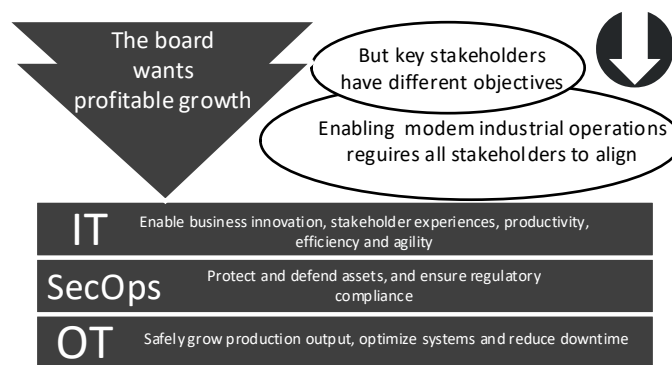 The board
wants
profitable growth
But key stakeholders
have different objectives
Enabling modem industrial operations
reguires all stakeholders to align
IT
Enable business innovation, stakeholder experiences, productivity,
efficiency and agility
SecOps
Protect and defend assets, and ensure regulatory
compliance
OT
Safely grow production output, optimize systems and reduce downtime